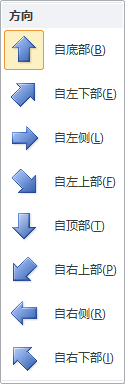 方向
自底部(B)
自左下部(E)
自左侧(L)
自左上部(F)
自顶部(T)
自右上部(P)
自右侧(R)
自右下部(I)